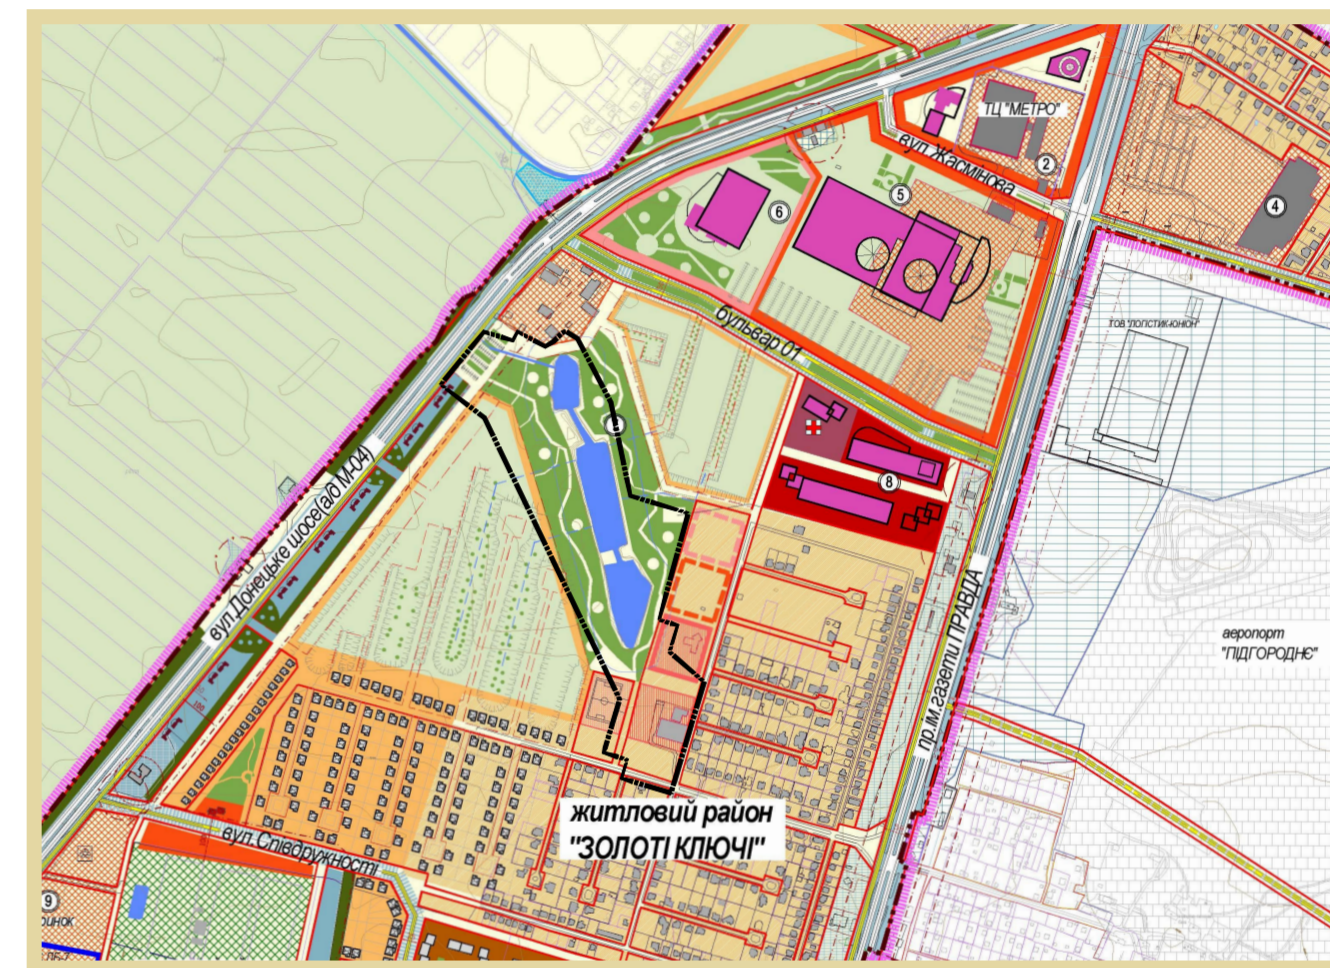 ТЦ "МЕТРО"
вул. Жасмінова
2
5
6
4
ТОВ "ЛОГІСТИК-ЮНІОН"
бульвар 01
8
вул.Донецьке шосе(а/д М-04)
пр.ім.газети ПРАВДА
аеропорт
"ПІДГОРОДНЄ"
житловий район
"ЗОЛОТІ КЛЮЧІ"
вул.Співдружності
9